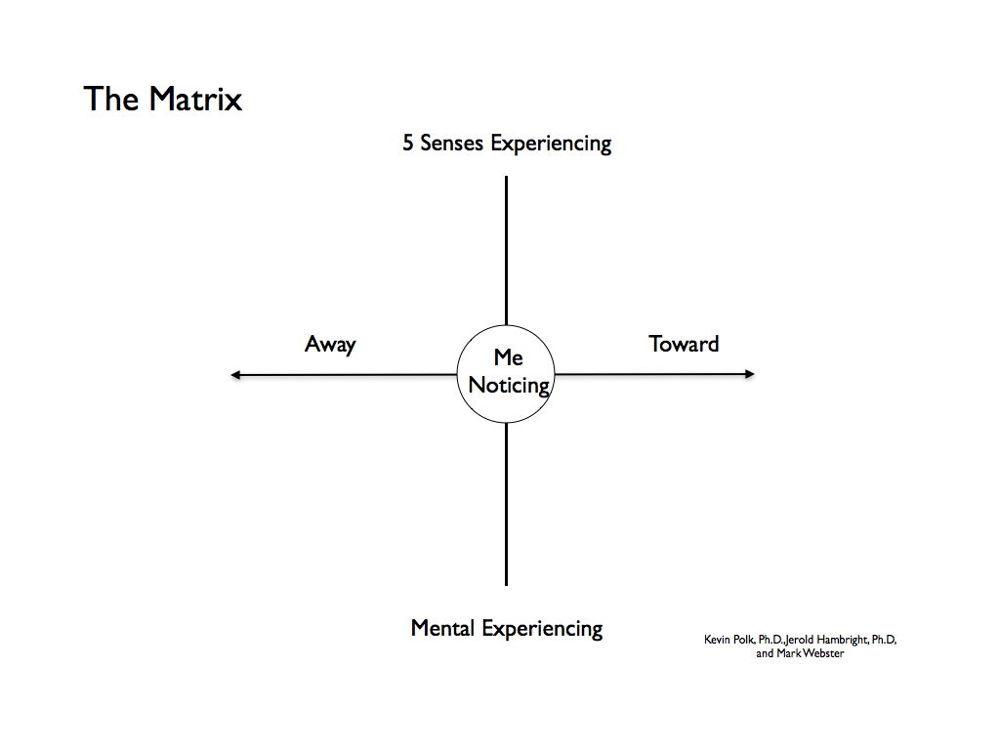 The Matrix
5 Senses Experiencing
Away
Toward
Me
Noticing
Mental Experiencing
Kevin Polk, Ph.D.,Jerold Hambright, Ph.D,
and Mark Webster